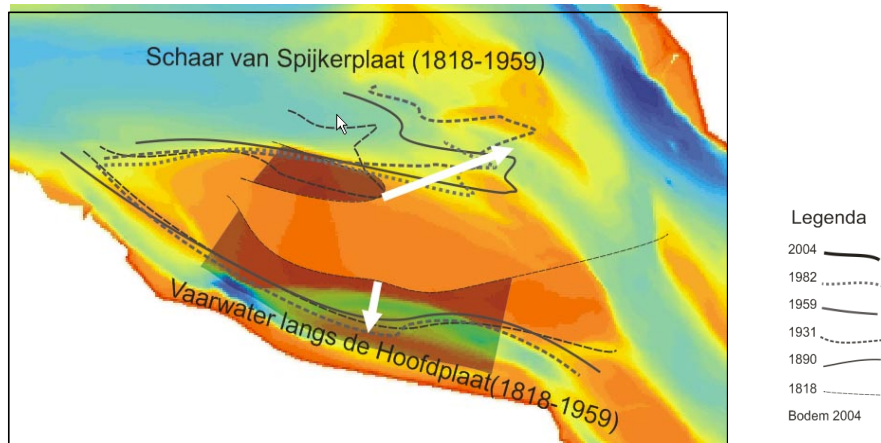 Schaar van Spijkerplaat (1818-1959)
Vaarwater langs de Hoofdplaat(1818-1959)
Legenda
2004
1982
1959
1931
1890
1818
Bodem 2004